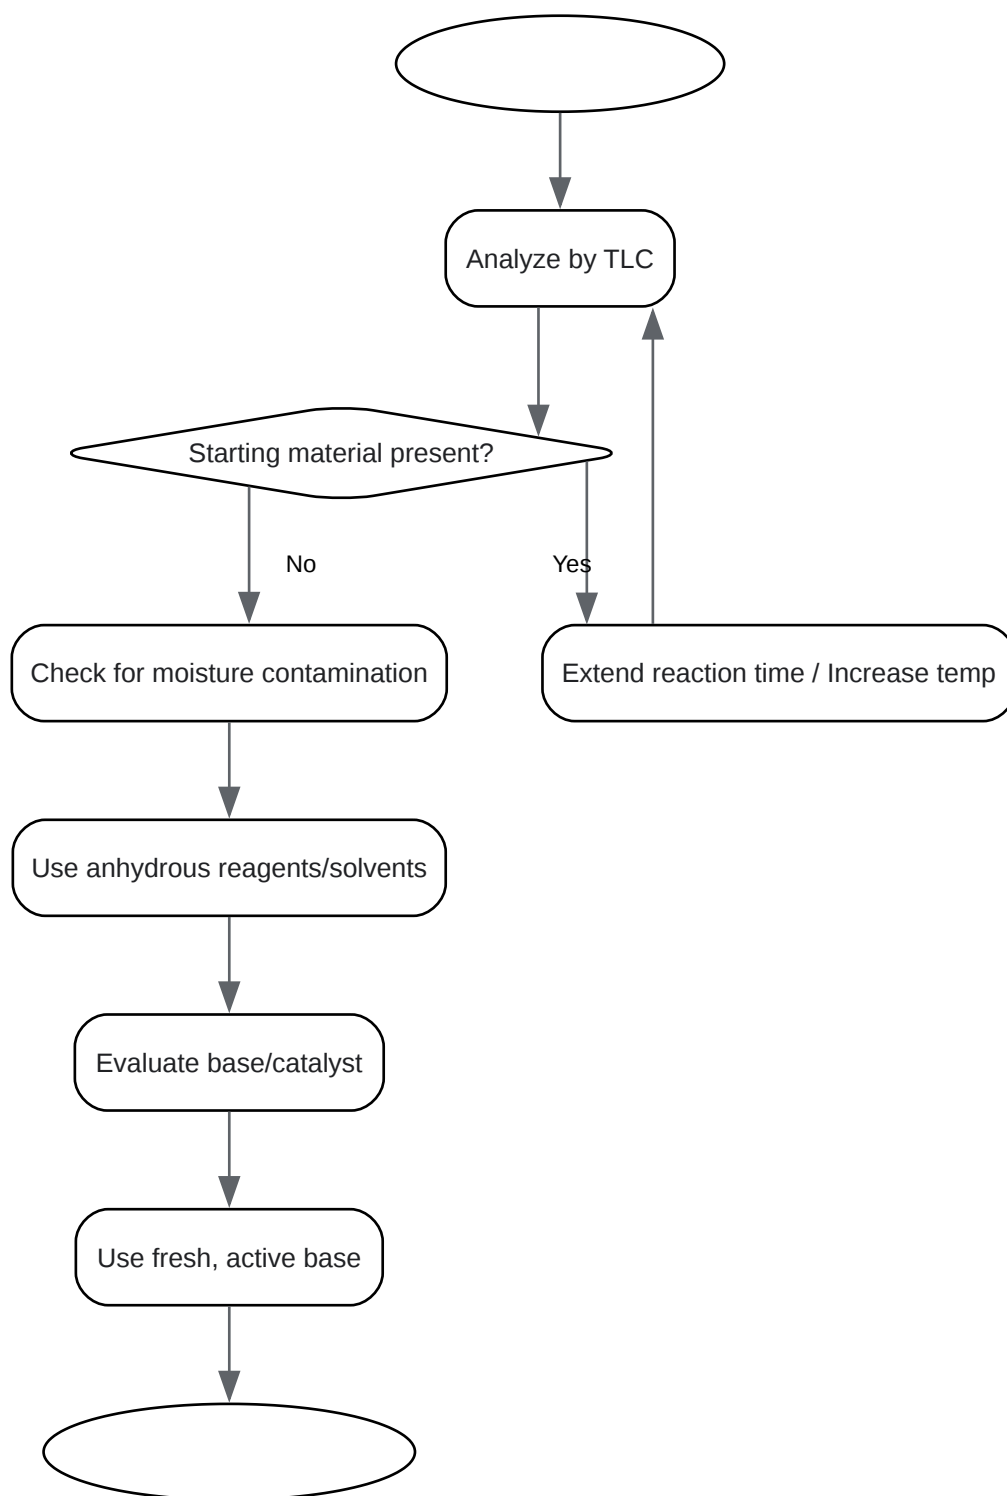 Analyze by TLC
Starting material present?
No
Yes
Check for moisture contamination
Extend reaction time / Increase temp
Use anhydrous reagents/solvents
Evaluate base/catalyst
Use fresh, active base